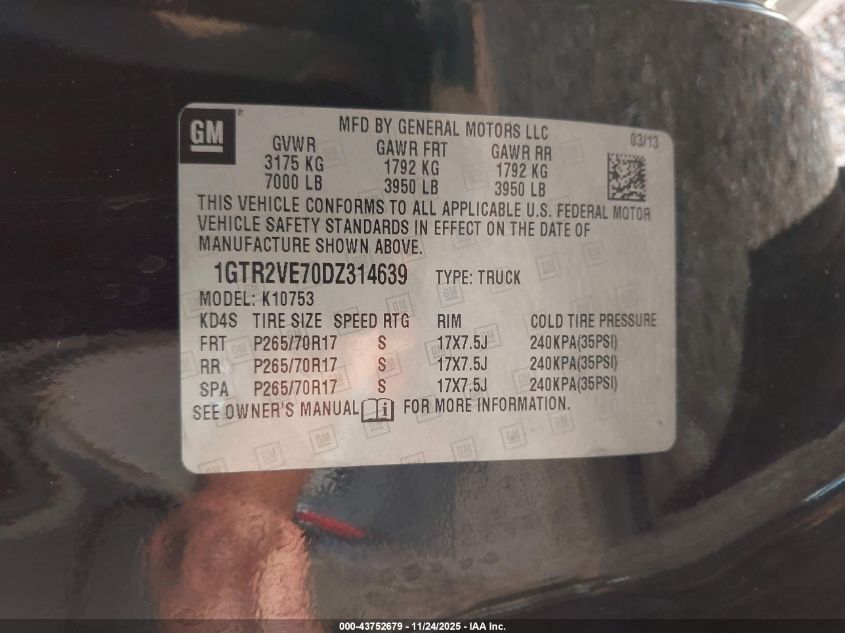 GM
MFD BY GENERAL MOTORS LLC
03/13
GVWR GAWR FRT GAWR RR
3175 KG 1792 KG 1792 KG
7000 LB 3950 LB 3950 LB
THIS VEHICLE CONFORMS TO ALL APPLICABLE U.S. FEDERAL MOTOR
VEHICLE SAFETY STANDARDS IN EFFECT ON THE DATE OF
MANUFACTURE SHOWN ABOVE.
1GTR2VE70DZ314639 TYPE: TRUCK
MODEL: K10753
KD4S TIRE SIZE SPEED RTG RIM COLD TIRE PRESSURE
FRT P265/70R17 S 17X7.5J 240KPA(35PSI)
RR P265/70R17 S 17X7.5J 240KPA(35PSI)
SPA P265/70R17 S 17X7.5J 240KPA(35PSI)
SEE OWNER'S MANUAL FOR MORE INFORMATION.
000-43752679 - 11/24/2025 - IAA Inc.